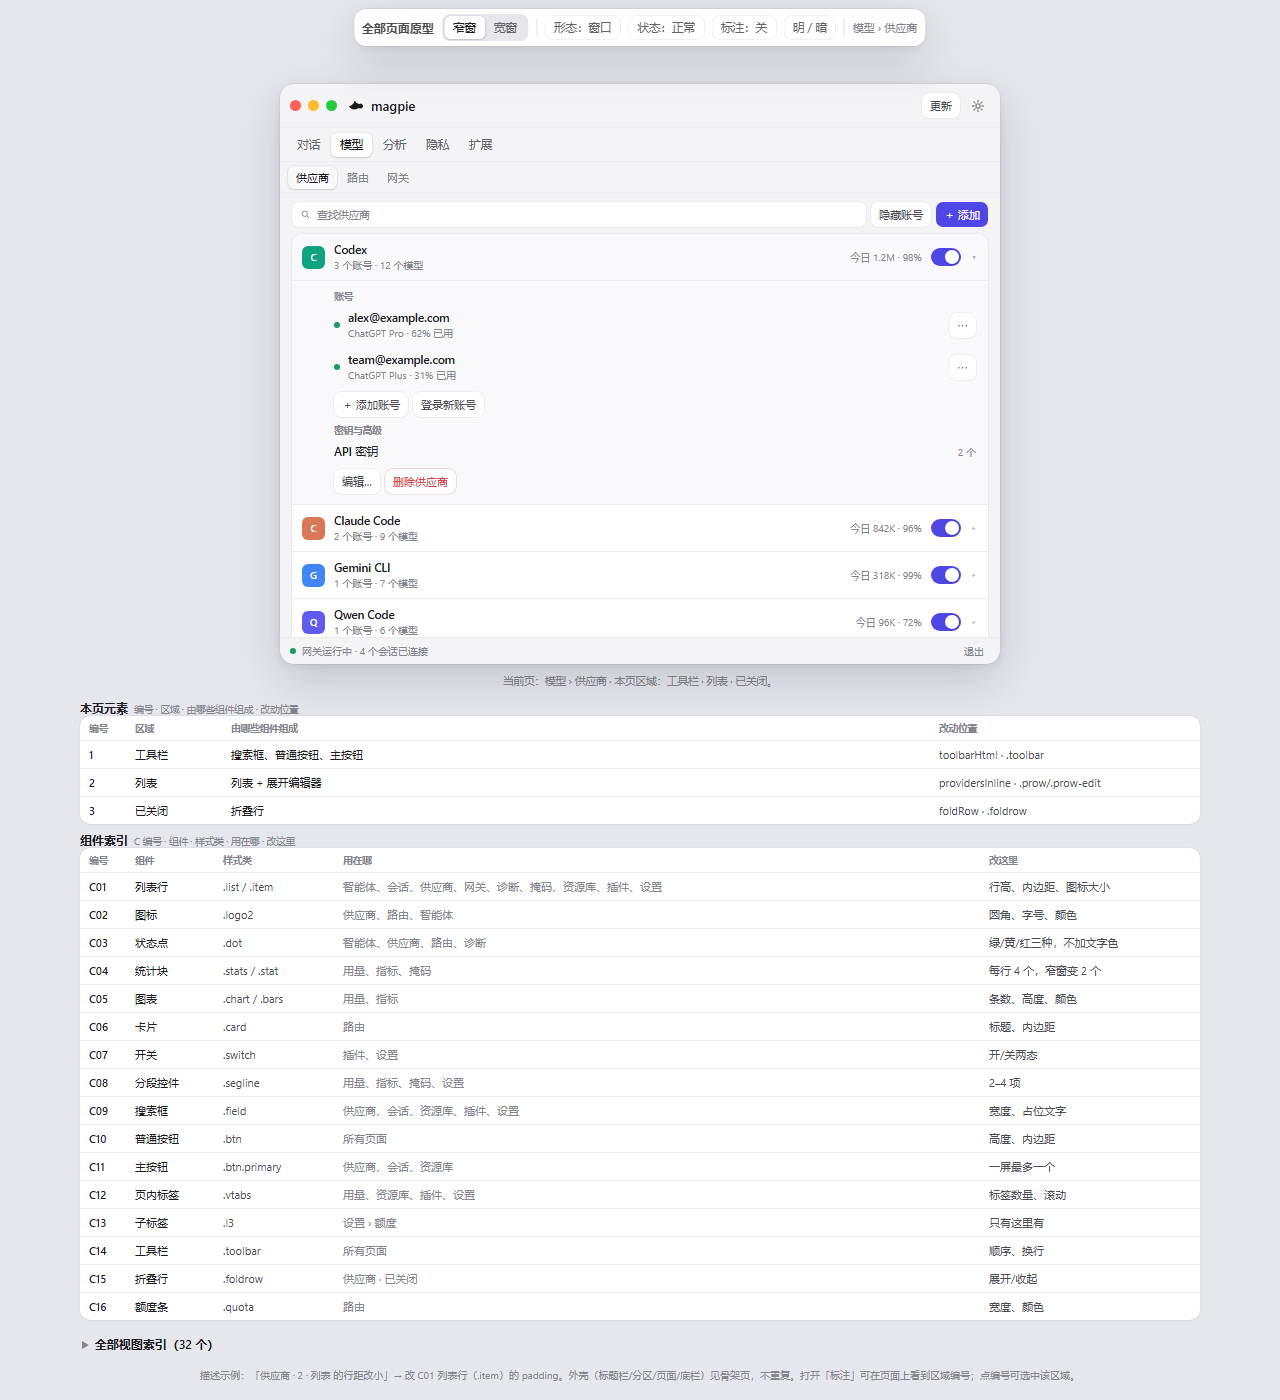 全部页面原型 窄窗 宽窗 形态：窗口 状态：正常 标注：关 明 / 暗 模型 › 供应商
magpie 更新
对话 模型 分析 隐私 扩展
供应商 路由 网关
查找供应商 隐藏账号 + 添加
C Codex 今日 1.2M · 98%
3 个账号 · 12 个模型
账号
alex@example.com
ChatGPT Pro · 62% 已用 ...
team@example.com
ChatGPT Plus · 31% 已用 ...
+ 添加账号 登录新账号
密钥与高级
API 密钥 2 个
编辑... 删除供应商
C Claude Code 今日 842K · 96%
2 个账号 · 9 个模型
G Gemini CLI 今日 318K · 99%
1 个账号 · 7 个模型
Q Qwen Code 今日 96K · 72%
1 个账号 · 6 个模型
网关运行中 · 4 个会话已连接 退出
当前页：模型 › 供应商 · 本页区域：工具栏 · 列表 · 已关闭。
本页元素 编号 · 区域 · 由哪些组件组成 · 改动位置
编号 区域 由哪些组件组成 改动位置
1 工具栏 搜索框、普通按钮、主按钮 toolbarHtml · .toolbar
2 列表 列表 + 展开编辑器 providersInline · .prow/.prow-edit
3 已关闭 折叠行 foldRow · .foldrow
组件索引 C 编号 · 组件 · 样式类 · 用在哪 · 改这里
编号 组件 样式类 用在哪 改这里
C01 列表行 .list / .item 智能体、会话、供应商、网关、诊断、掩码、资源库、插件、设置 行高、内边距、图标大小
C02 图标 .logo2 供应商、路由、智能体 圆角、字号、颜色
C03 状态点 .dot 智能体、供应商、路由、诊断 绿/黄/红三种，不加文字色
C04 统计块 .stats / .stat 用量、指标、掩码 每行 4 个，窄窗变 2 个
C05 图表 .chart / .bars 用量、指标 条数、高度、颜色
C06 卡片 .card 路由 标题、内边距
C07 开关 .switch 插件、设置 开/关两态
C08 分段控件 .segline 用量、指标、掩码、设置 2–4 项
C09 搜索框 .field 供应商、会话、资源库、插件、设置 宽度、占位文字
C10 普通按钮 .btn 所有页面 高度、内边距
C11 主按钮 .btn.primary 供应商、会话、资源库 一屏最多一个
C12 页内标签 .vtabs 用量、资源库、插件、设置 标签数量、滚动
C13 子标签 .l3 设置 › 额度 只有这里有
C14 工具栏 .toolbar 所有页面 顺序、换行
C15 折叠行 .foldrow 供应商 · 已关闭 展开/收起
C16 额度条 .quota 路由 宽度、颜色
全部视图索引（32 个）
描述示例：「供应商 · 2 · 列表 的行距改小」→ 改 C01 列表行（.item）的 padding。外壳（标题栏/分区/页面/底栏）见骨架页，不重复。打开「标注」可在页面上看到区域编号；点编号可选中该区域。